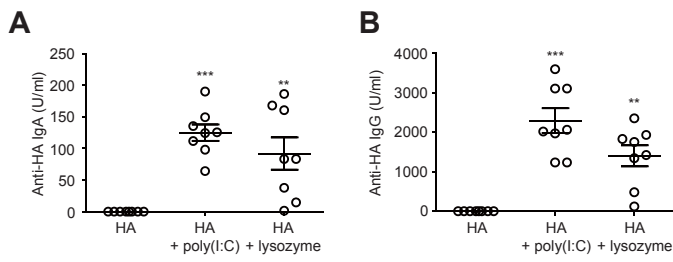 A
Anti-HA IgA (U/ml)
250
200
150
100
50
0
***
**
HA
HA
+ poly(I:C)
HA
+ lysozyme
B
Anti-HA IgG (U/ml)
4000
3000
2000
1000
0
***
**
HA
HA
+ poly(I:C)
HA
+ lysozyme